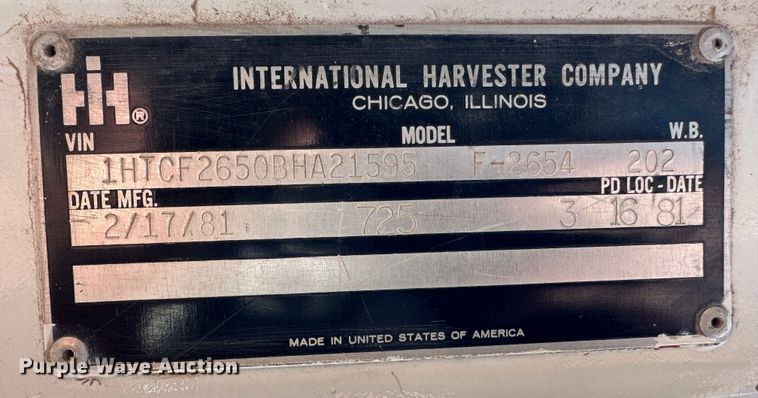 IH ®
INTERNATIONAL HARVESTER COMPANY
CHICAGO, ILLINOIS
VIN MODEL W.B.
1HTCF2650BHA21595 F-2654 202
DATE MFG. PD LOC - DATE
2/17/81 725 3 16 81
MADE IN UNITED STATES OF AMERICA
Purple Wave Auction